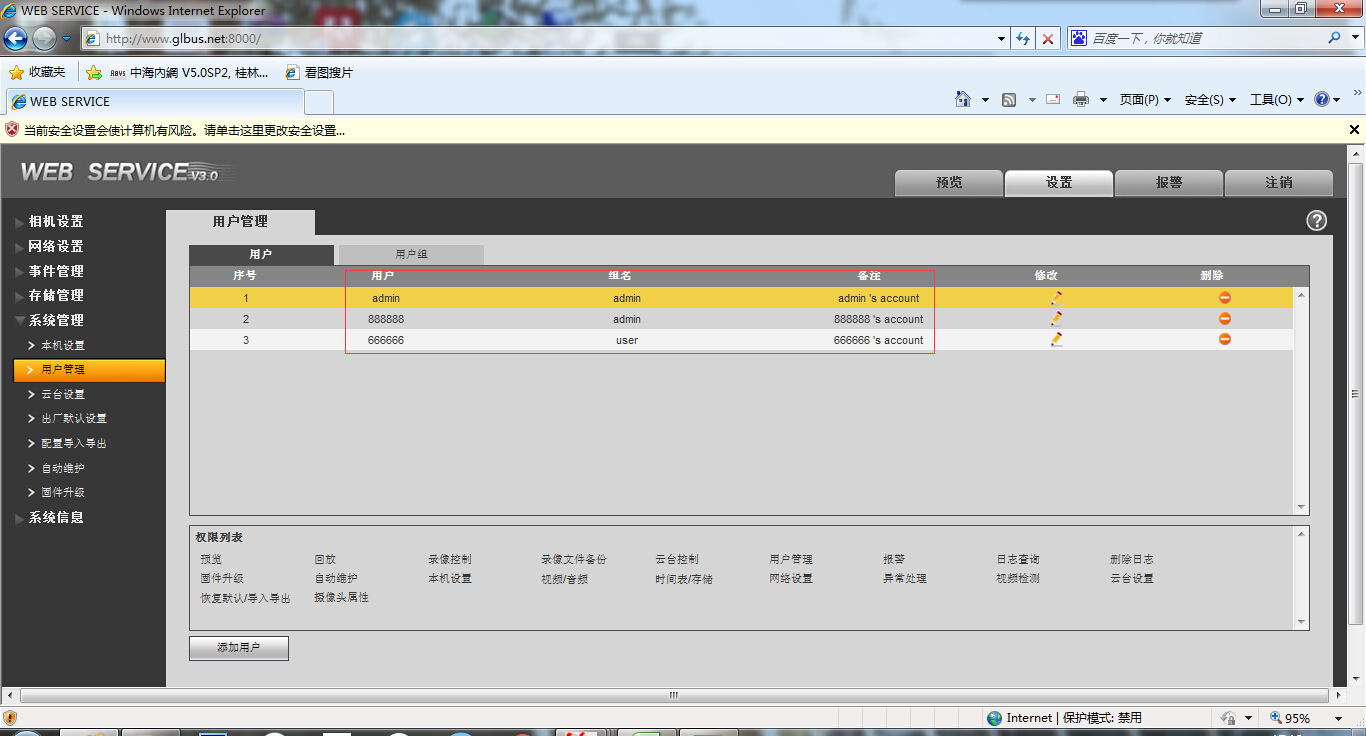 WEB SERVICE - Windows Internet Explorer
http://www.glbus.net:8000/
百度一下，你就知道
收藏夹 ABVS 中海内網 V5.0SP2, 桂林... 看图搜片
WEB SERVICE
页面(P) 安全(S) 工具(O)
当前安全设置会使计算机有风险。请单击这里更改安全设置...
WEB SERVICE V3.0
预览 设置 报警 注销
相机设置
网络设置
事件管理
存储管理
系统管理
本机设置
用户管理
云台设置
出厂默认设置
配置导入导出
自动维护
固件升级
系统信息
用户管理
用户 用户组
序号 用户 组名 备注 修改 删除
1 admin admin admin 's account
2 888888 admin 888888 's account
3 666666 user 666666 's account
权限列表
预览 回放 录像控制 录像文件备份 云台控制 用户管理 报警 日志查询 删除日志
固件升级 自动维护 本机设置 视频/音频 时间表/存储 网络设置 异常处理 视频检测 云台设置
恢复默认/导入导出 摄像头属性
添加用户
Internet | 保护模式: 禁用 95%